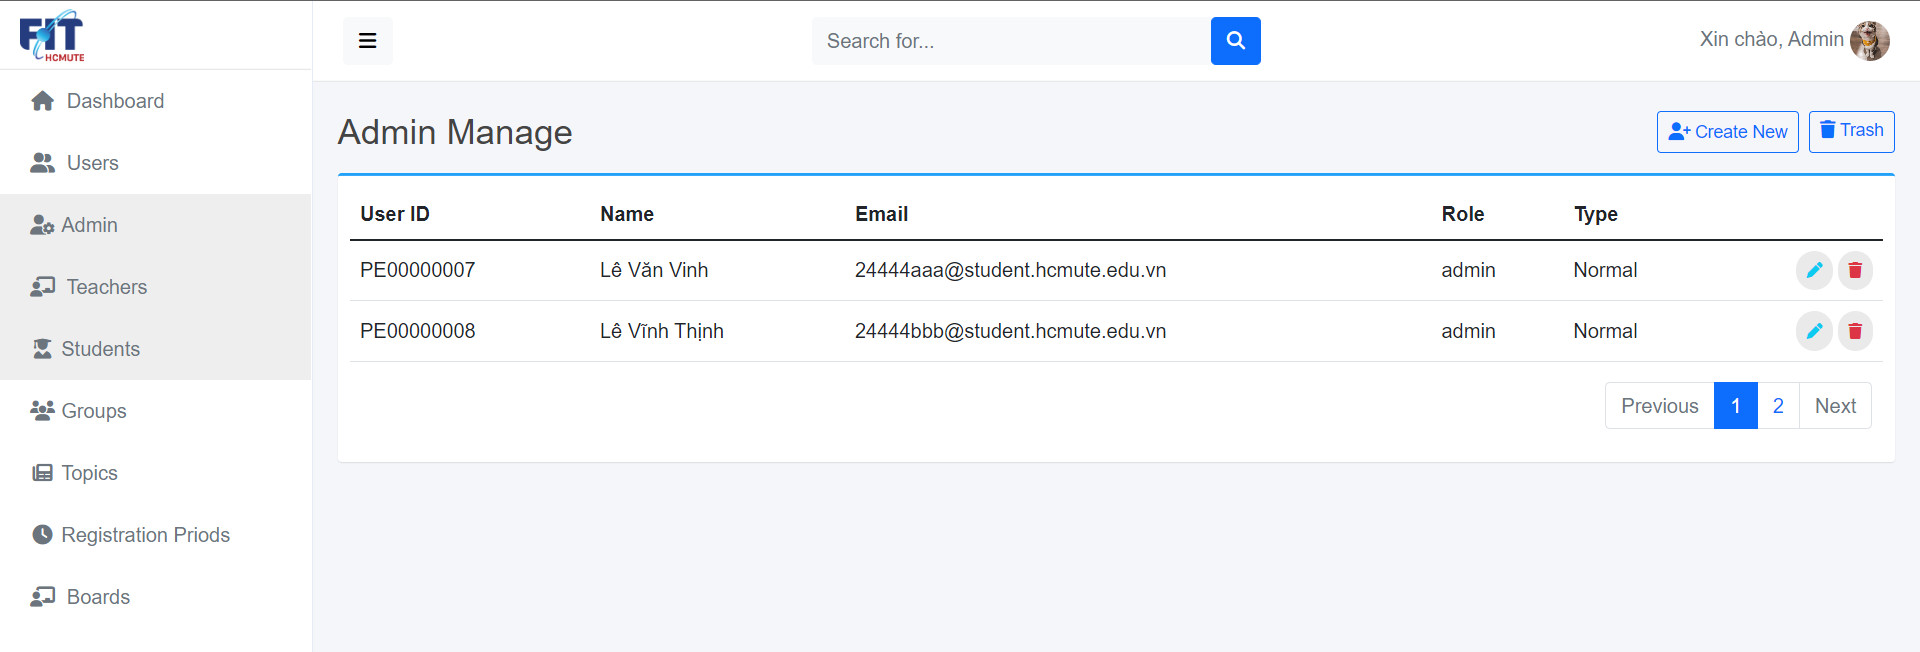 FIT
HCMUTE
Search for...
Xin chào, Admin
Dashboard
Users
Admin
Teachers
Students
Groups
Topics
Registration Priods
Boards
Admin Manage
Create New
Trash
User ID Name Email Role Type
PE00000007 Lê Văn Vinh 24444aaa@student.hcmute.edu.vn admin Normal
PE00000008 Lê Vĩnh Thịnh 24444bbb@student.hcmute.edu.vn admin Normal
Previous 1 2 Next